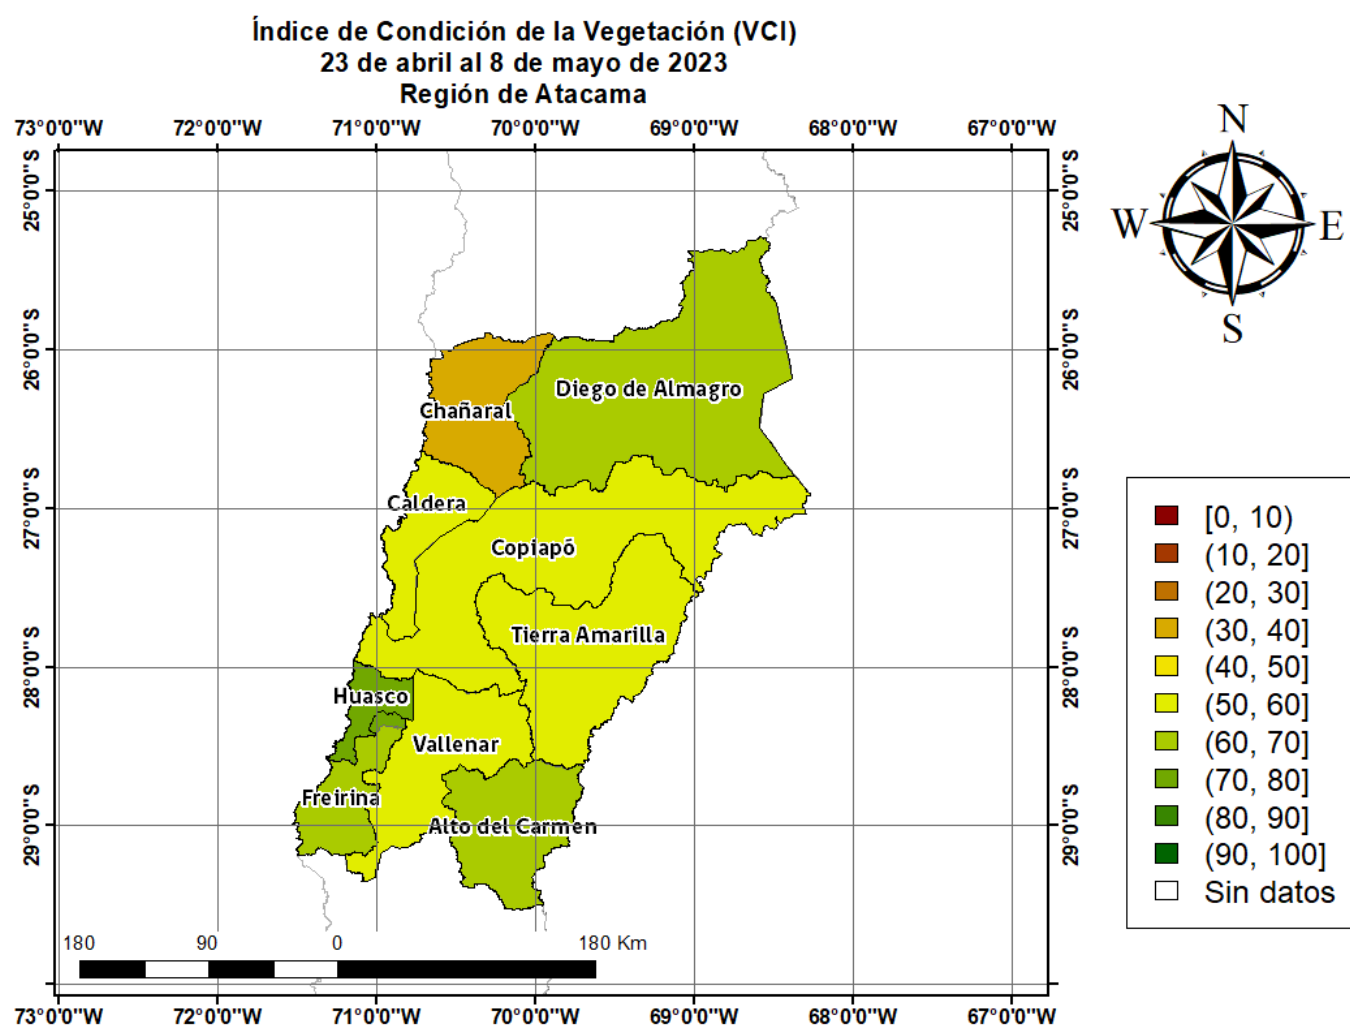 Índice de Condición de la Vegetación (VCI)
23 de abril al 8 de mayo de 2023
Región de Atacama
73°0'0"W 72°0'0"W 71°0'0"W 70°0'0"W 69°0'0"W 68°0'0"W 67°0'0"W
N
W E
S
25°0'0"S 25°0'0"S
26°0'0"S 26°0'0"S
Diego de Almagro
Chañaral
Caldera
27°0'0"S 27°0'0"S
Copiapó
Tierra Amarilla
28°0'0"S 28°0'0"S
Huasco
Vallenar
Freirina
Alto del Carmen
29°0'0"S 29°0'0"S
[0, 10)
(10, 20]
(20, 30]
(30, 40]
(40, 50]
(50, 60]
(60, 70]
(70, 80]
(80, 90]
(90, 100]
Sin datos
180 90 0 180 Km
73°0'0"W 72°0'0"W 71°0'0"W 70°0'0"W 69°0'0"W 68°0'0"W 67°0'0"W